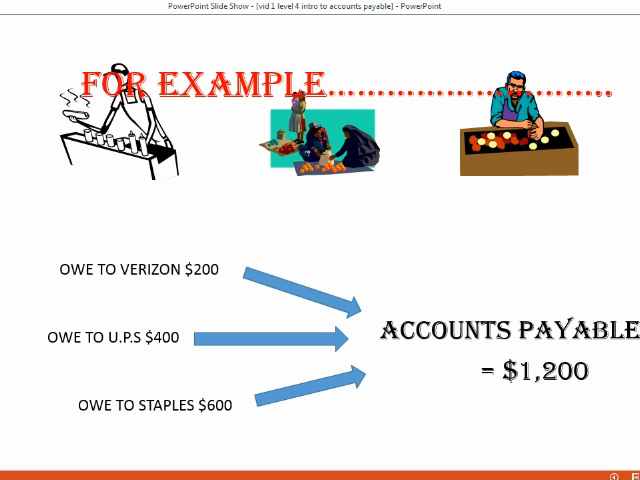 PowerPoint Slide Show - [vid 1 level 4 intro to accounts payable] - PowerPoint
FOR EXAMPLE..............................
OWE TO VERIZON $200
OWE TO U.P.S $400
ACCOUNTS PAYABLE
= $1,200
OWE TO STAPLES $600